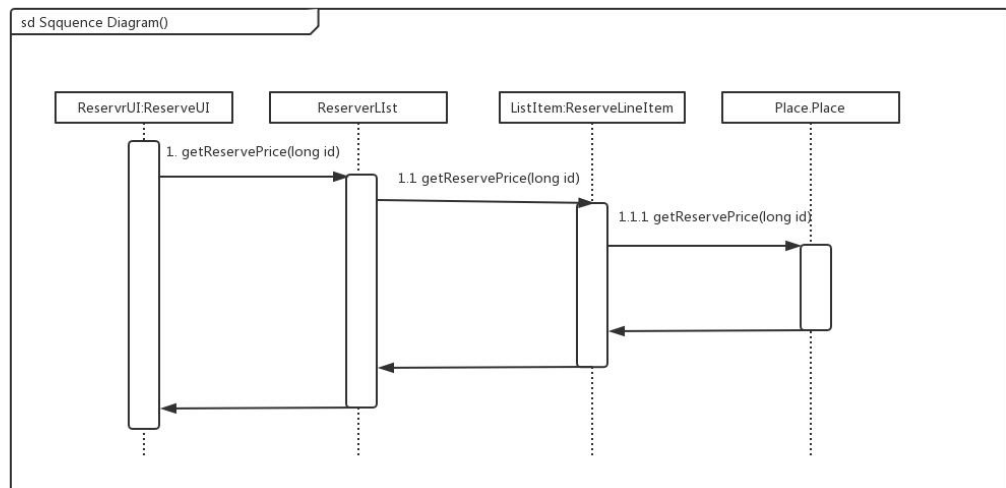 sd Sqquence Diagram()
ReservrUI:ReserveUI
ReserverLIst
ListItem:ReserveLineItem
Place.Place
1. getReservePrice(long id)
1.1 getReservePrice(long id)
1.1.1 getReservePrice(long id)